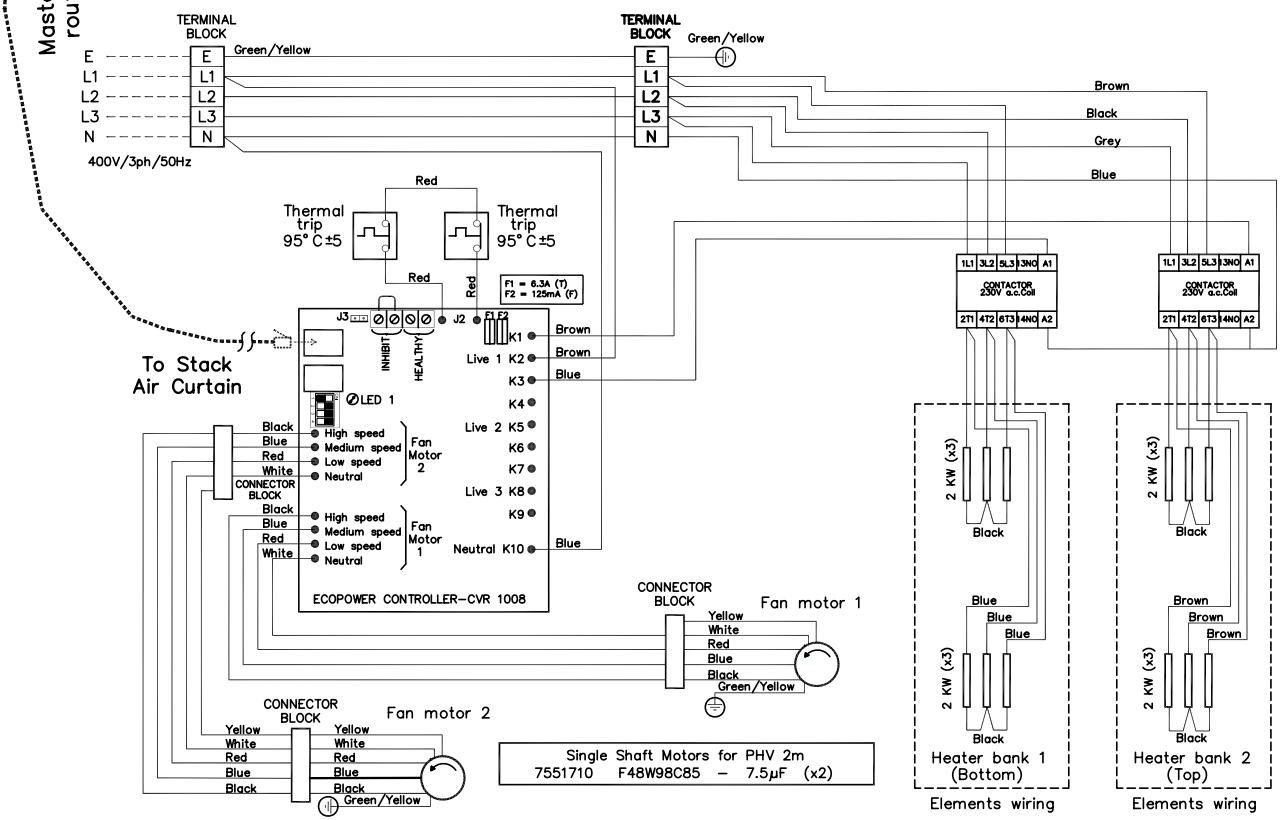 Maste
rou
TERMINAL
BLOCK
E
L1
L2
L3
N
400V/3ph/50Hz
E
L1
L2
L3
N
Green/Yellow
TERMINAL
BLOCK
E
L1
L2
L3
N
Green/Yellow
Brown
Black
Grey
Blue
Red
Thermal
trip
95°C±5
Thermal
trip
95°C±5
Red
Red
F1 = 6.3A (T)
F2 = 125mA (F)
J3
J2
F1 F2
INHIBIT
HEALTHY
K1
Live 1 K2
K3
K4
Live 2 K5
K6
K7
Live 3 K8
K9
Neutral K10
Brown
Brown
Blue
Blue
To Stack
Air Curtain
LED 1
Black
Blue
Red
White
CONNECTOR
BLOCK
High speed
Medium speed
Low speed
Neutral
Fan
Motor
2
Black
Blue
Red
White
High speed
Medium speed
Low speed
Neutral
Fan
Motor
1
ECOPOWER CONTROLLER-CVR 1008
1L1 3L2 5L3 13NO A1
CONTACTOR
230V a.c.Coil
2T1 4T2 6T3 14NO A2
1L1 3L2 5L3 13NO A1
CONTACTOR
230V a.c.Coil
2T1 4T2 6T3 14NO A2
2 KW (x3)
Black
Blue
Blue
Blue
2 KW (x3)
Black
Heater bank 1
(Bottom)
Elements wiring
2 KW (x3)
Black
Brown
Brown
Brown
2 KW (x3)
Black
Heater bank 2
(Top)
Elements wiring
CONNECTOR
BLOCK
Fan motor 1
Yellow
White
Red
Blue
Black
Green/Yellow
CONNECTOR
BLOCK
Fan motor 2
Yellow
White
Red
Blue
Black
Yellow
White
Red
Blue
Black
Green/Yellow
Single Shaft Motors for PHV 2m
7551710 F48W98C85 – 7.5µF (x2)